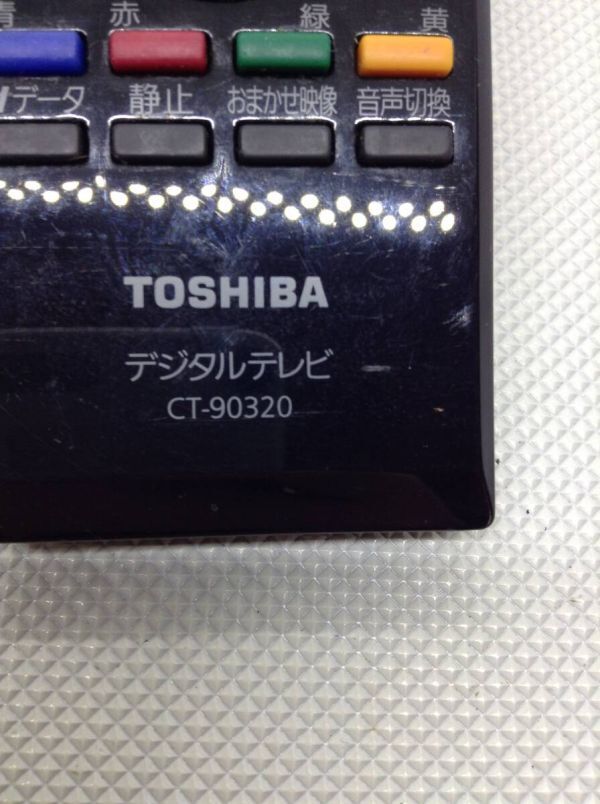 青 赤 緑 黄
dデータ 静止 おまかせ映像 音声切換
TOSHIBA
デジタルテレビ
CT-90320